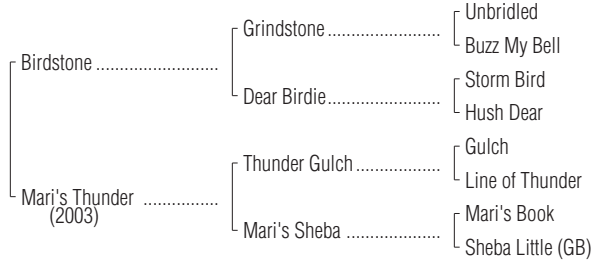 Unbridled
Grindstone ........................
Buzz My Bell
Birdstone ..........................
Storm Bird
Dear Birdie ........................
Hush Dear
Gulch
Thunder Gulch ..................
Line of Thunder
Mari's Thunder ................
(2003)
Mari's Book
Mari's Sheba ....................
Sheba Little (GB)